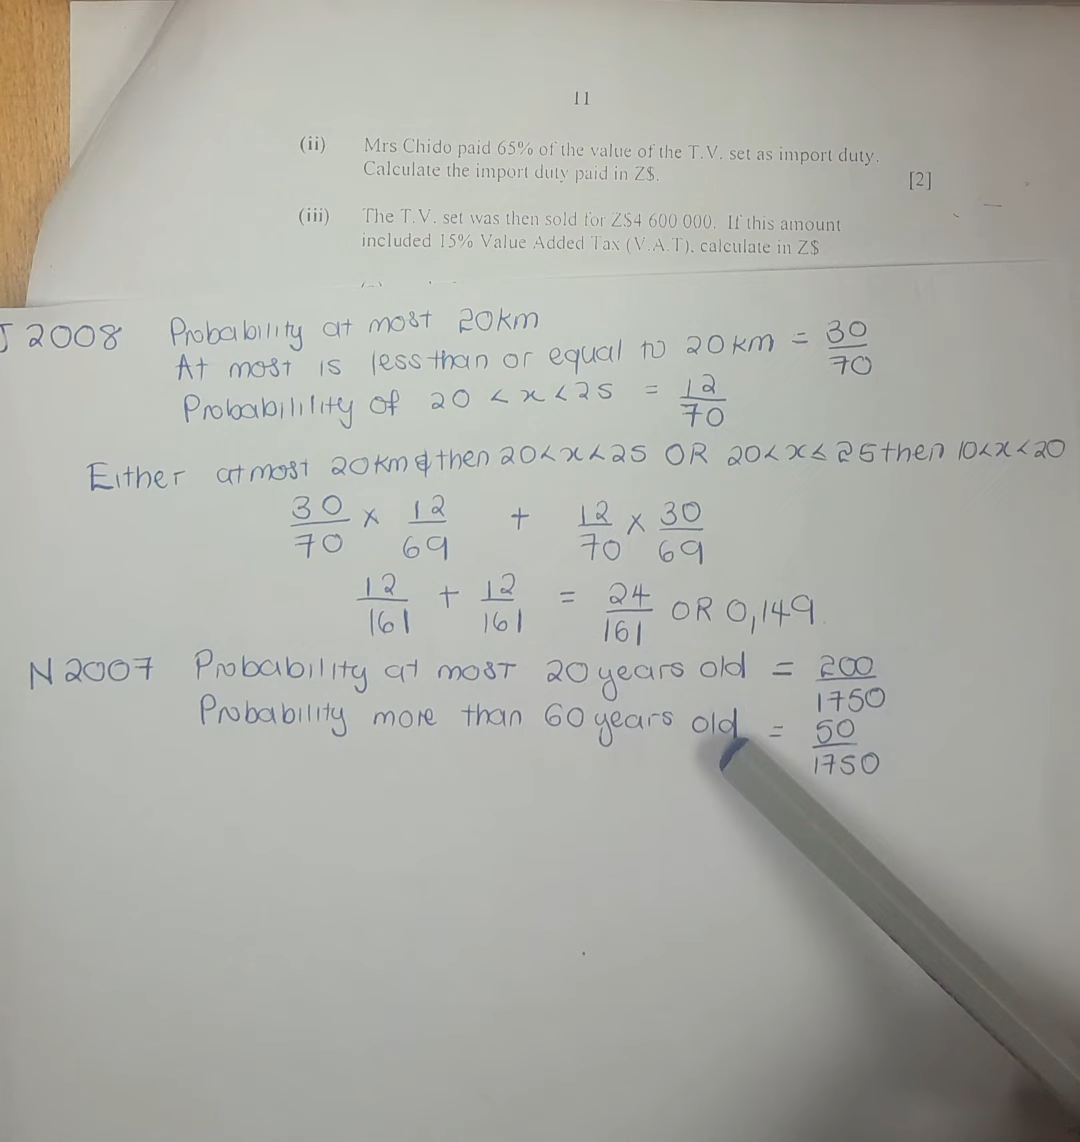 11
(ii) Mrs Chido paid 65% of the value of the T.V. set as import duty.
Calculate the import duty paid in Z$. [2]
(iii) The T.V. set was then sold for Z$4 600 000. If this amount
included 15% Value Added Tax (V.A.T). calculate in Z$
J 2008 Probability at most 20km
At most is less than or equal to 20km = 30/70
Probabilility of 20 < x < 25 = 12/70
Either at most 20km & then 20<x<25 OR 20<x≤25 then 10<x<20
30/70 x 12/69 + 12/70 x 30/69
12/161 + 12/161 = 24/161 OR 0,149
N 2007 Probability at most 20 years old = 200/1750
Probability more than 60 years old = 50/1750